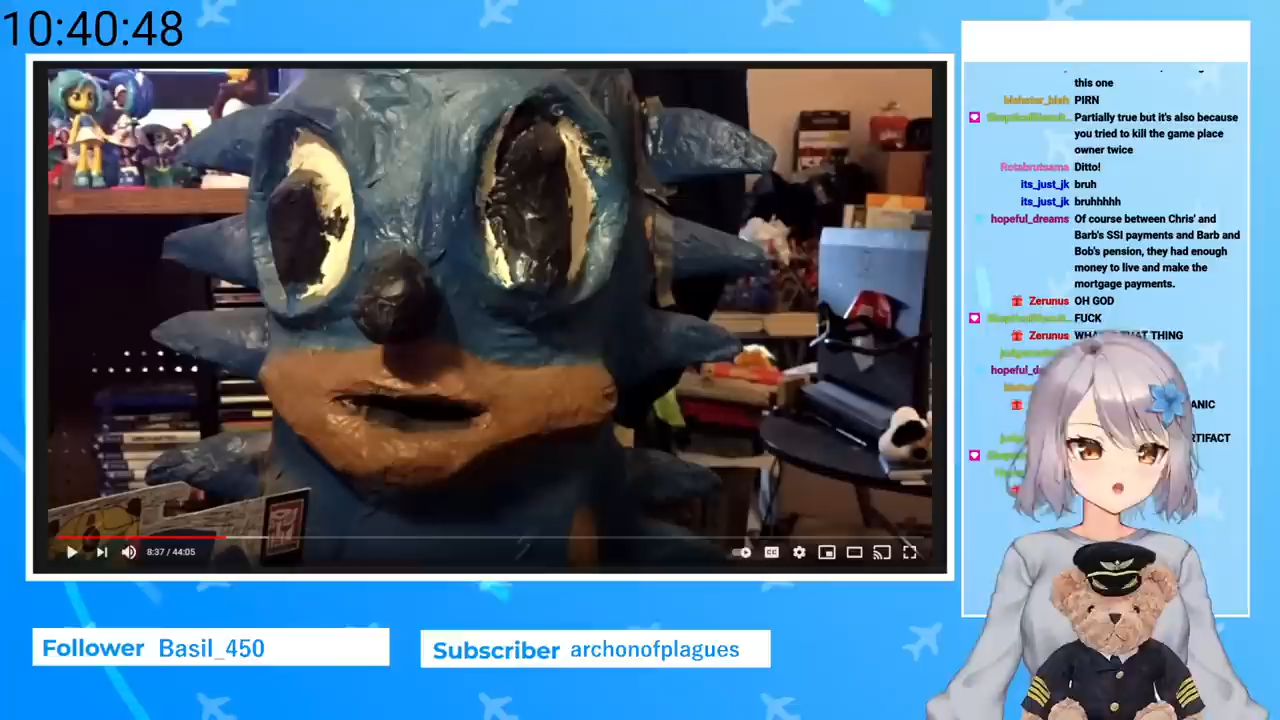 10:40:48
this one
PIRN
Partially true but it's also because
you tried to kill the game place
owner twice
Rotabrutsama Ditto!
its_just_jk bruh
its_just_jk bruhhhhh
hopeful_dreams Of course between Chris' and
Barb's SSI payments and Barb and
Bob's pension, they had enough
money to live and make the
mortgage payments.
Zerunus OH GOD
FUCK
Zerunus THING
8:37 / 44:05
CC
Follower Basil_450
Subscriber archonofplagues